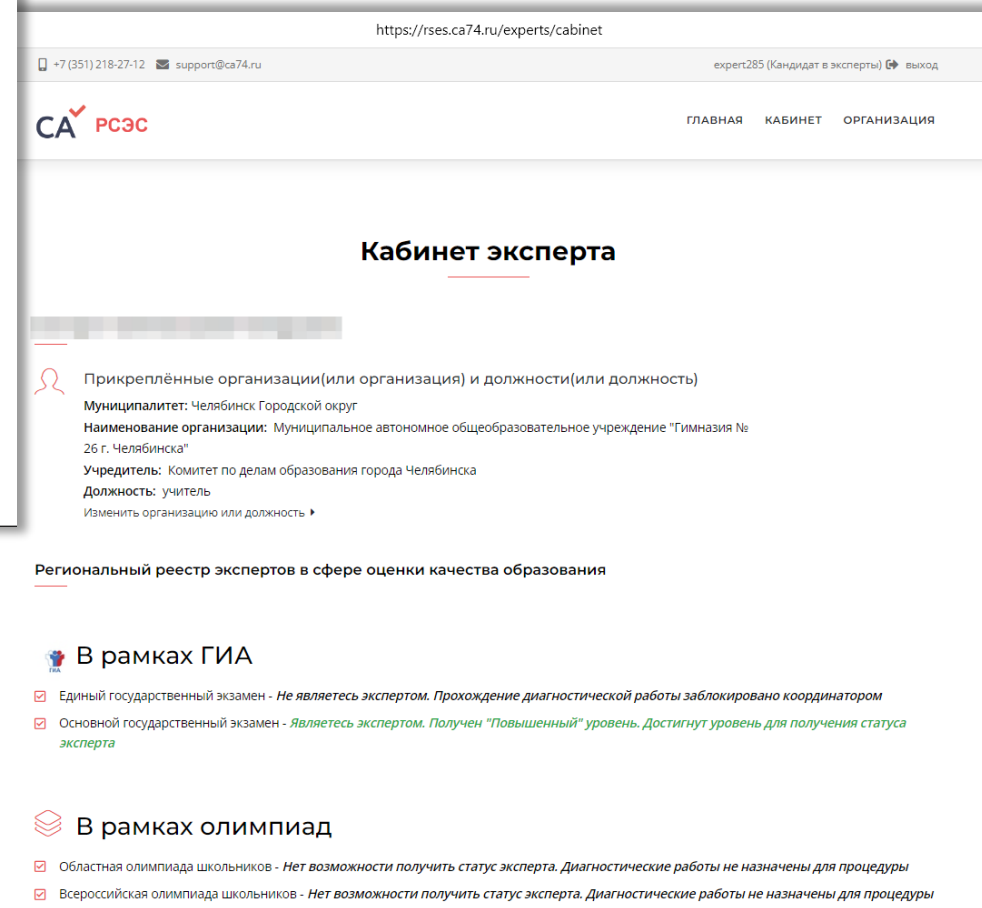 https://rses.ca74.ru/experts/cabinet
+7 (351) 218-27-12 support@ca74.ru expert285 (Кандидат в эксперты) выход
СА РСЭС ГЛАВНАЯ КАБИНЕТ ОРГАНИЗАЦИЯ
Кабинет эксперта
Прикреплённые организации(или организация) и должности(или должность)
Муниципалитет: Челябинск Городской округ
Наименование организации: Муниципальное автономное общеобразовательное учреждение "Гимназия №
26 г. Челябинска"
Учредитель: Комитет по делам образования города Челябинска
Должность: учитель
Изменить организацию или должность
Региональный реестр экспертов в сфере оценки качества образования
ГИА В рамках ГИА
Единый государственный экзамен - Не являетесь экспертом. Прохождение диагностической работы заблокировано координатором
Основной государственный экзамен - Являетесь экспертом. Получен "Повышенный" уровень. Достигнут уровень для получения статуса
эксперта
В рамках олимпиад
Областная олимпиада школьников - Нет возможности получить статус эксперта. Диагностические работы не назначены для процедуры
Всероссийская олимпиада школьников - Нет возможности получить статус эксперта. Диагностические работы не назначены для процедуры